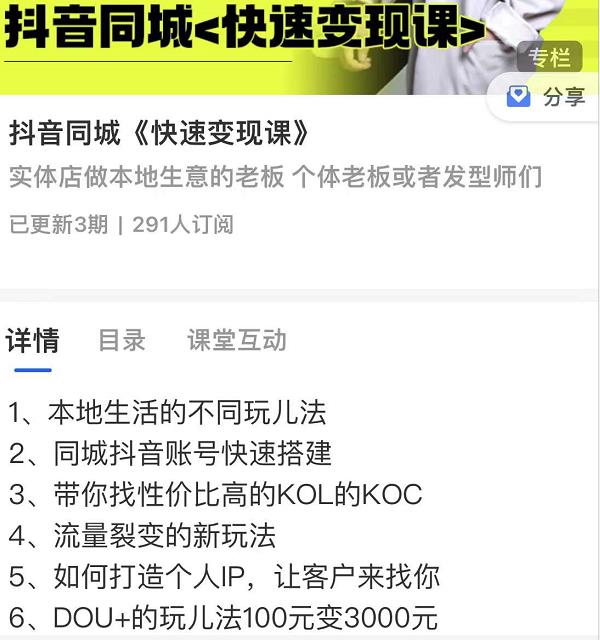 抖音同城<快速变现课>
专栏
分享
抖音同城《快速变现课》
实体店做本地生意的老板 个体老板或者发型师们
已更新3期 | 291人订阅
详情 目录 课堂互动
1、本地生活的不同玩儿法
2、同城抖音账号快速搭建
3、带你找性价比高的KOL的KOC
4、流量裂变的新玩法
5、如何打造个人IP，让客户来找你
6、DOU+的玩儿法100元变3000元